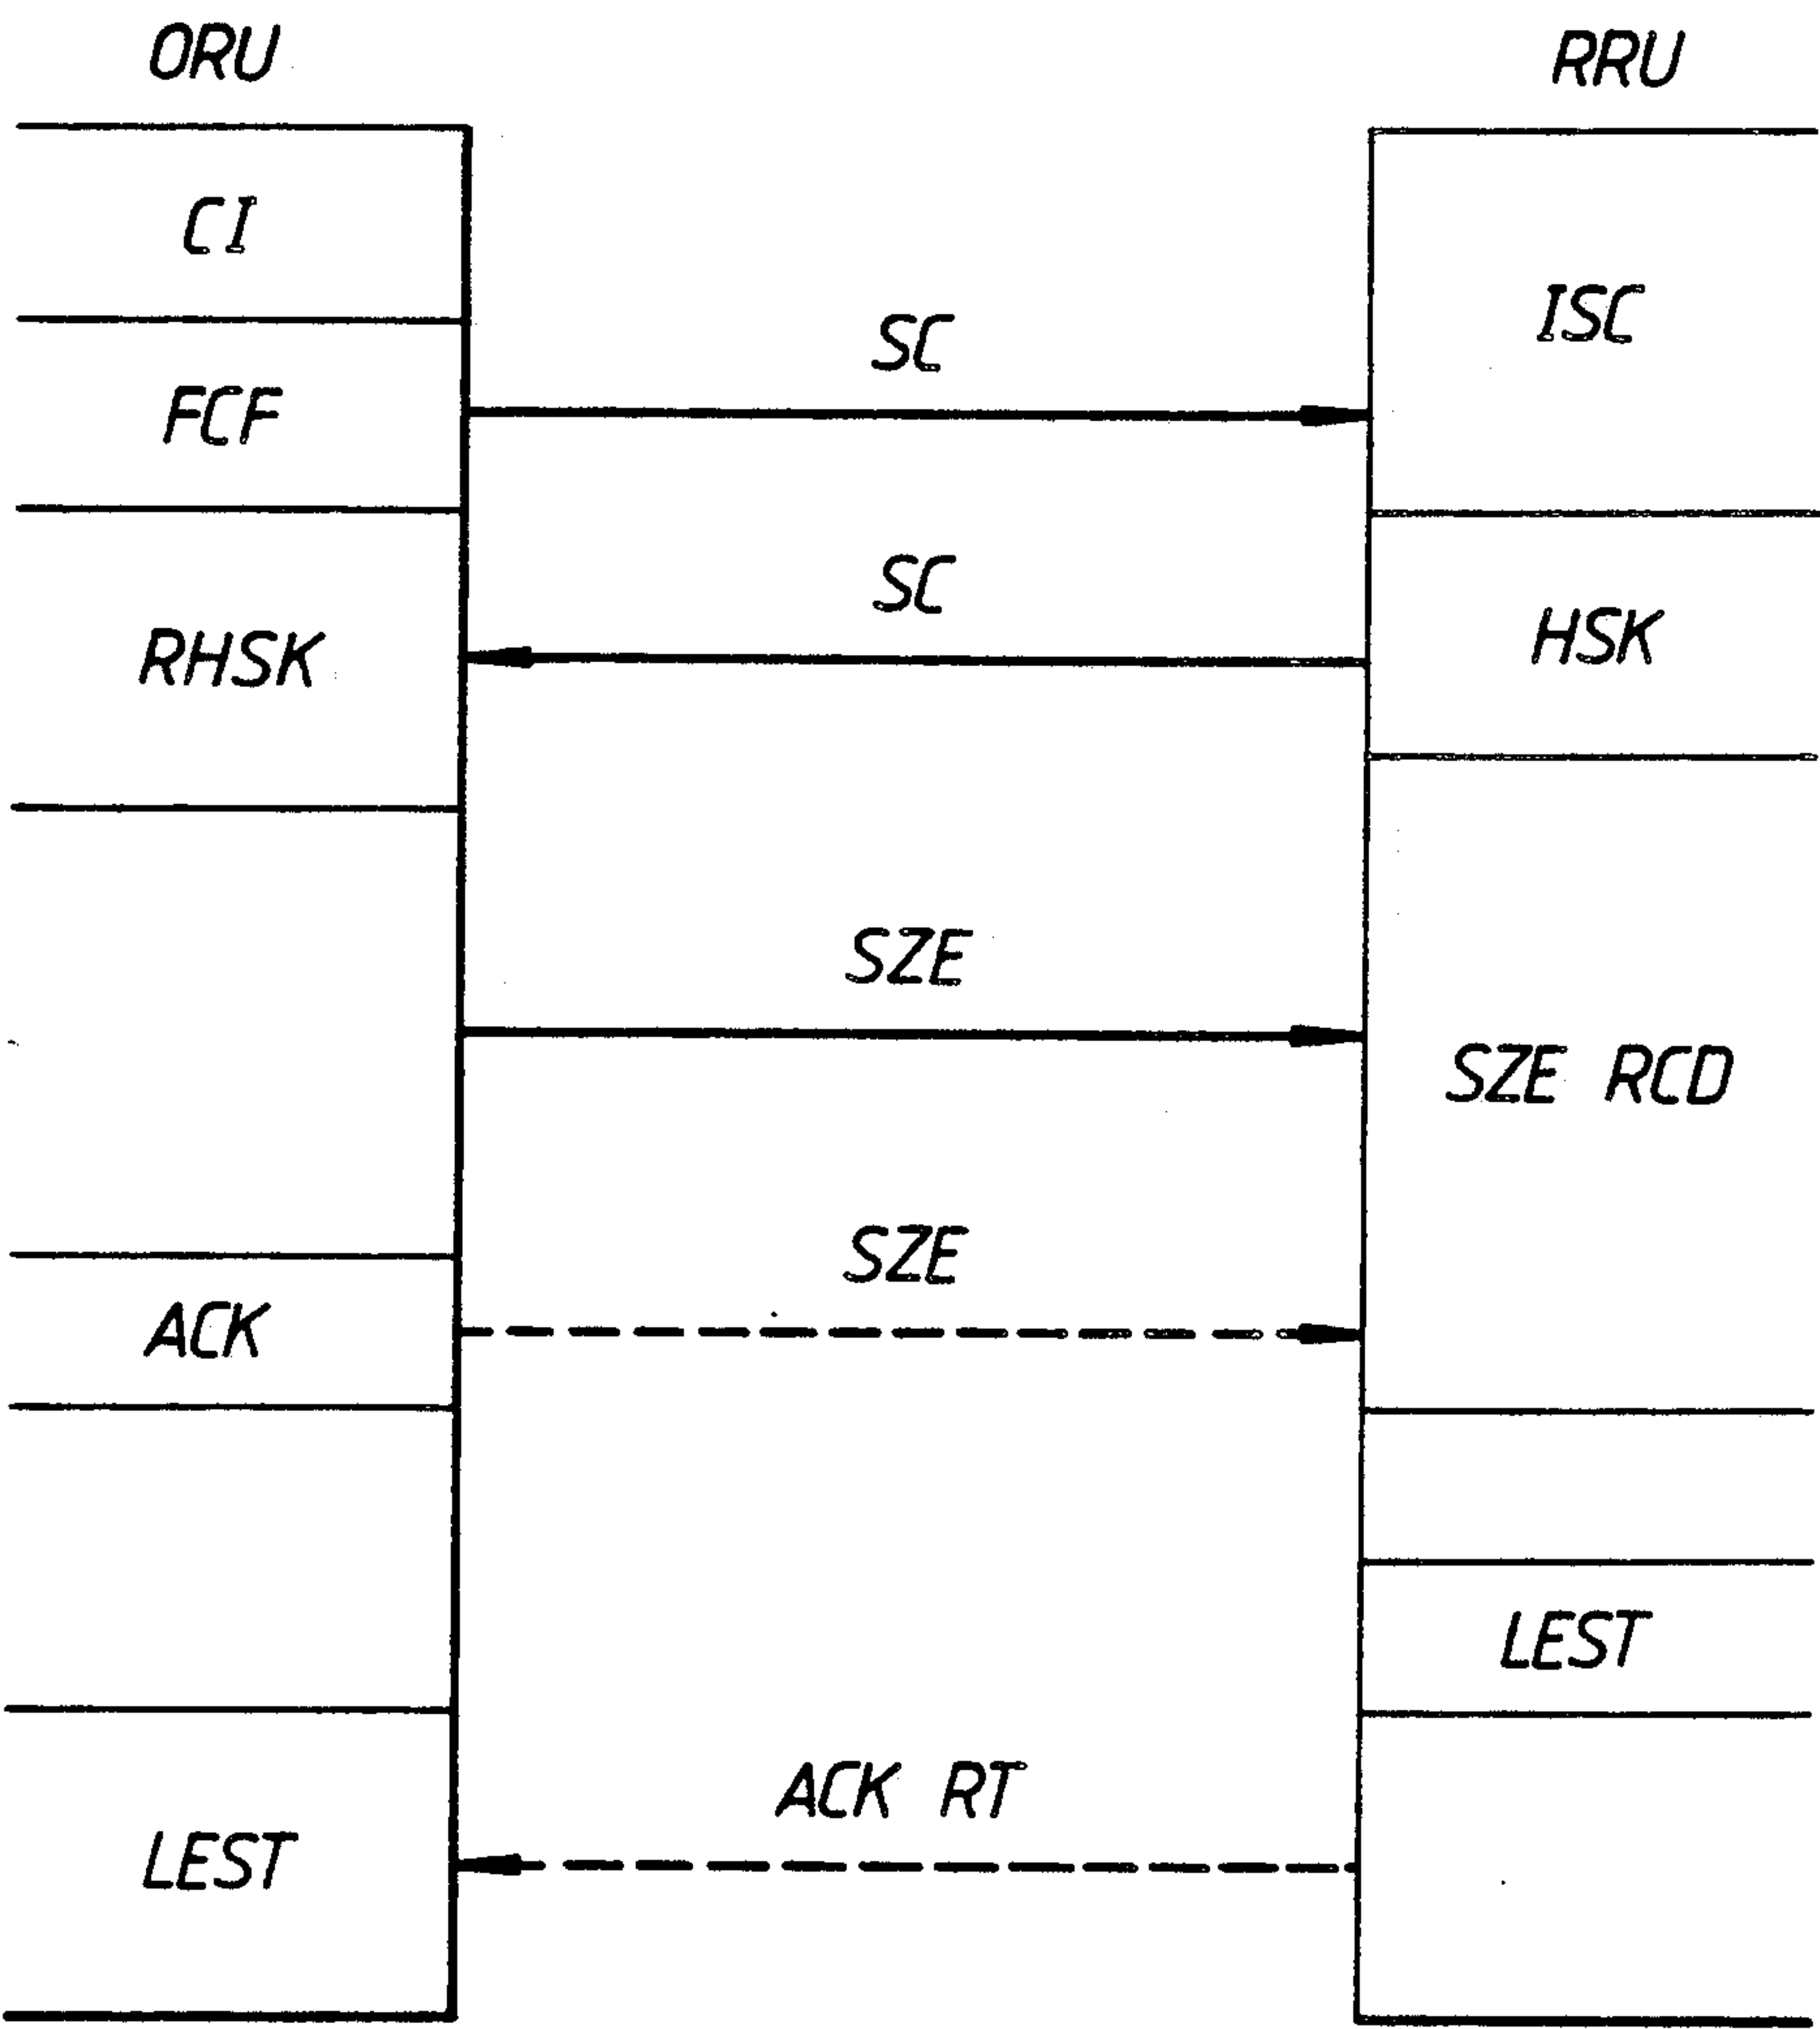 ORU
RRU
CI
ISC
SC
FCF
SC
HSK
RHSK
SZE
SZE RCD
SZE
ACK
LEST
ACK RT
LEST